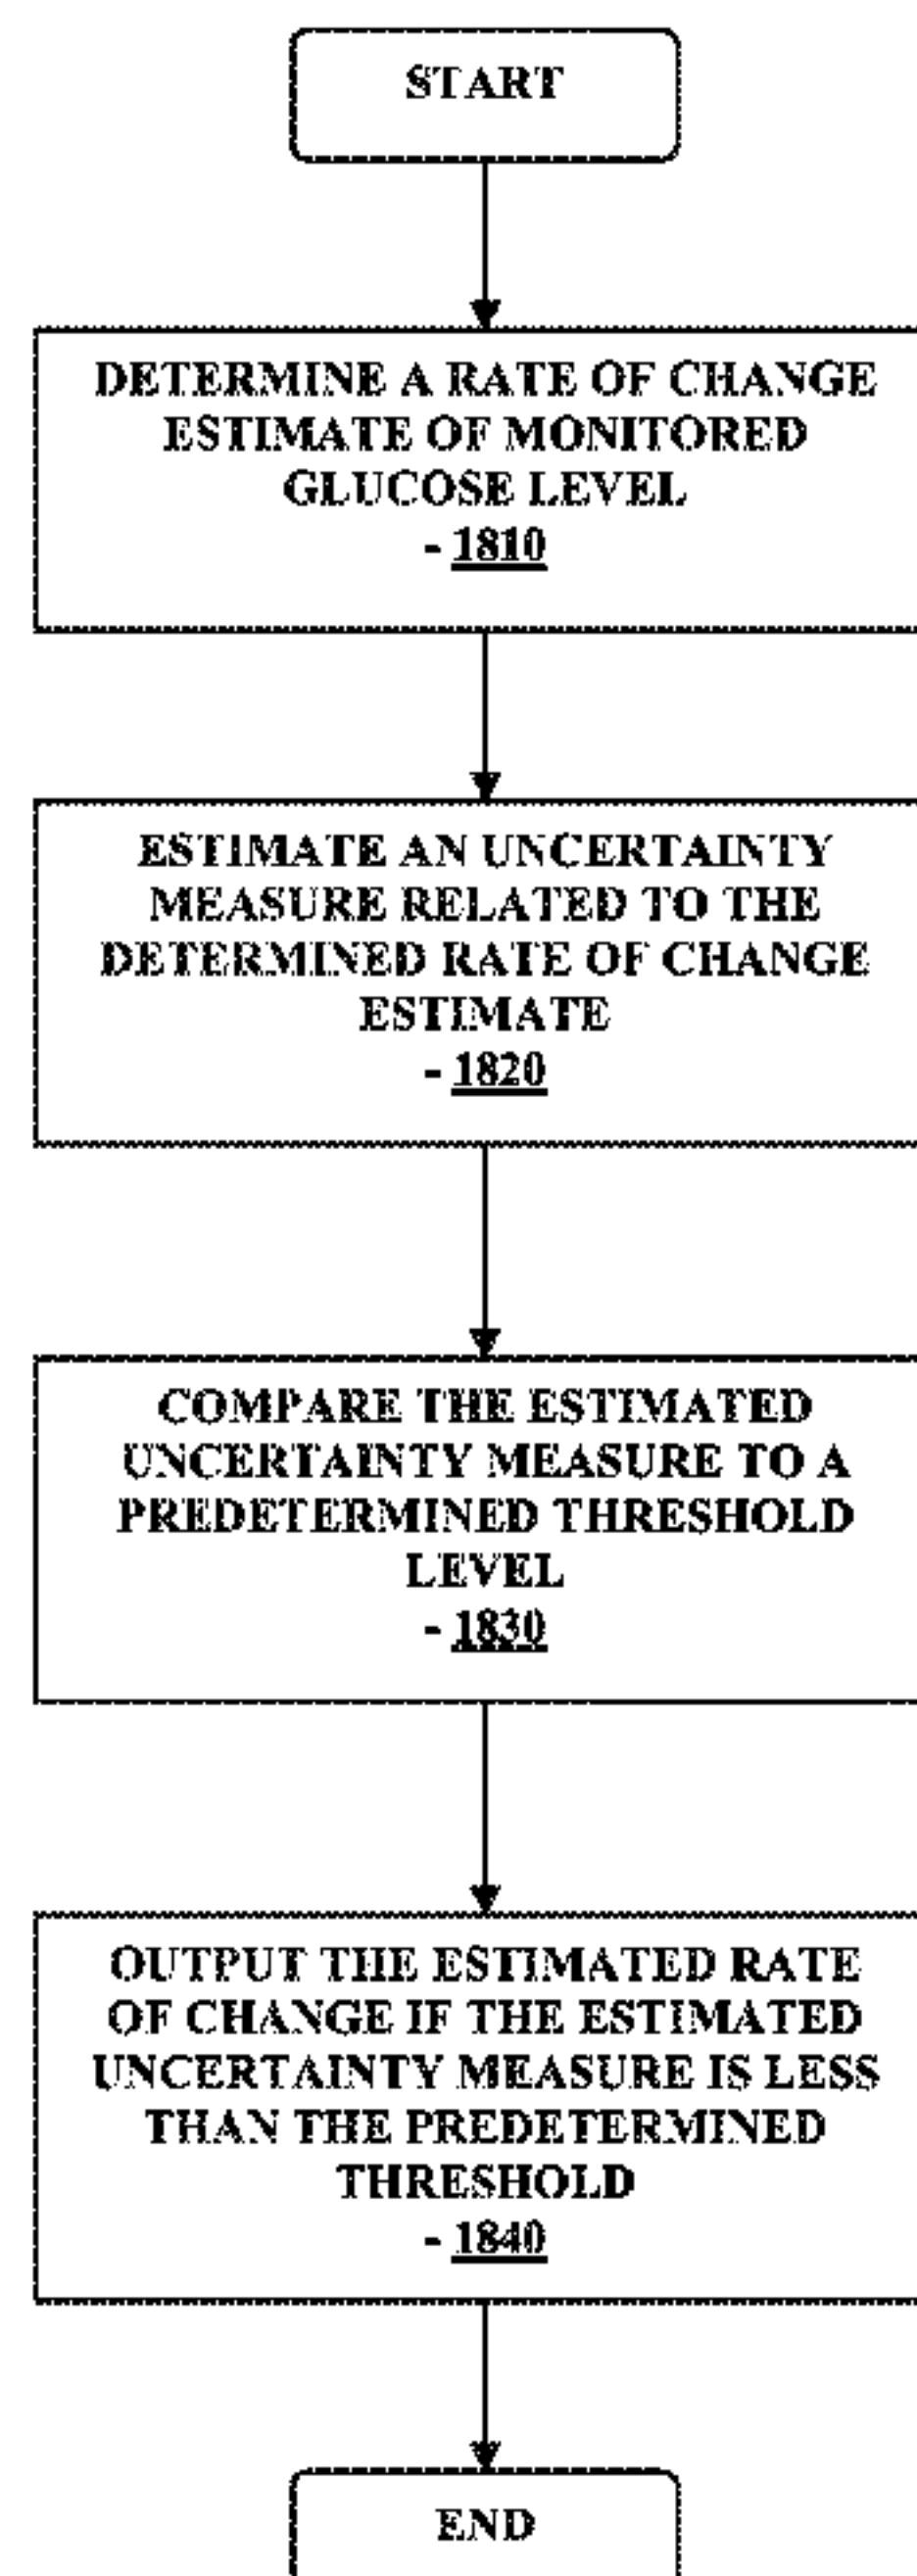 START
DETERMINE A RATE OF CHANGE
ESTIMATE OF MONITORED
GLUCOSE LEVEL
- 1810
ESTIMATE AN UNCERTAINTY
MEASURE RELATED TO THE
DETERMINED RATE OF CHANGE
ESTIMATE
- 1820
COMPARE THE ESTIMATED
UNCERTAINTY MEASURE TO A
PREDETERMINED THRESHOLD
LEVEL
- 1830
OUTPUT THE ESTIMATED RATE
OF CHANGE IF THE ESTIMATED
UNCERTAINTY MEASURE IS LESS
THAN THE PREDETERMINED
THRESHOLD
- 1840
END